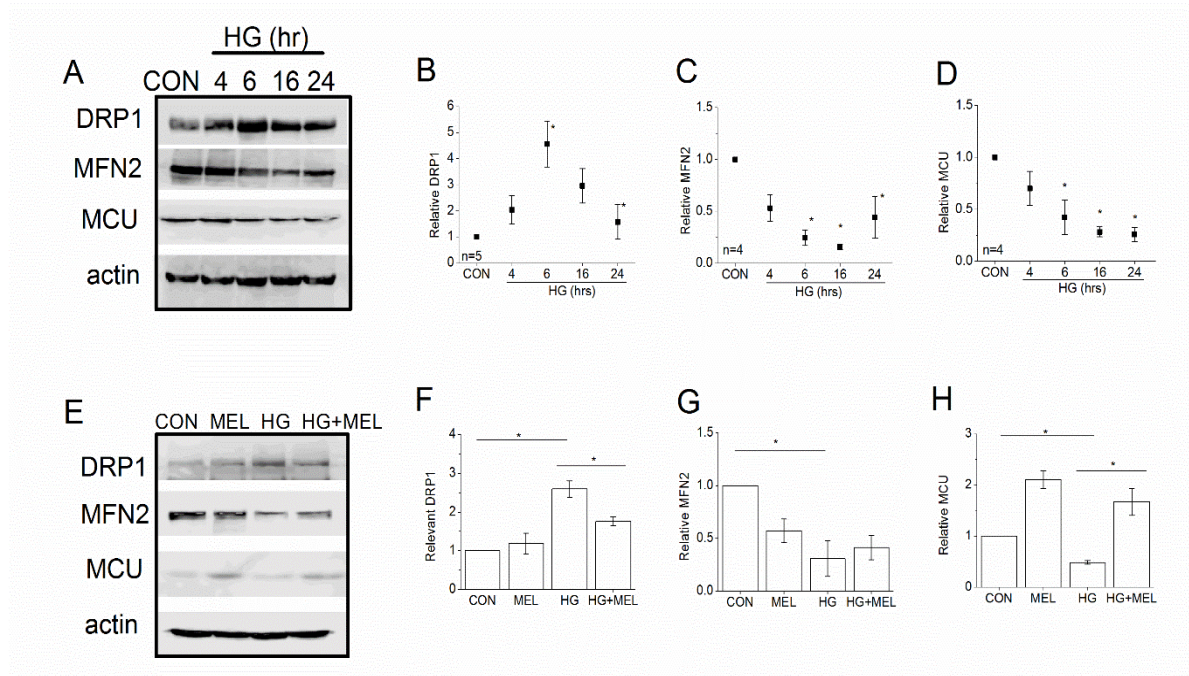 HG (hr)
A
CON 4 6 16 24
DRP1
MFN2
MCU
actin
B
Relative DRP1
6
5
4
3
2
1
0
n=5
*
*
CON 4 6 16 24
HG (hrs)
C
Relative MFN2
1.5
1.0
0.5
0.0
n=4
*
*
*
CON 4 6 16 24
HG (hrs)
D
Relative MCU
1.5
1.0
0.5
0.0
n=4
*
*
*
CON 4 6 16 24
HG (hrs)
E
CON MEL HG HG+MEL
DRP1
MFN2
MCU
actin
F
Relevant DRP1
4
3
2
1
0
*
*
CON MEL HG HG+MEL
G
Relative MFN2
1.5
1.0
0.5
0.0
*
CON MEL HG HG+MEL
H
Relative MCU
3
2
1
0
*
*
CON MEL HG HG+MEL